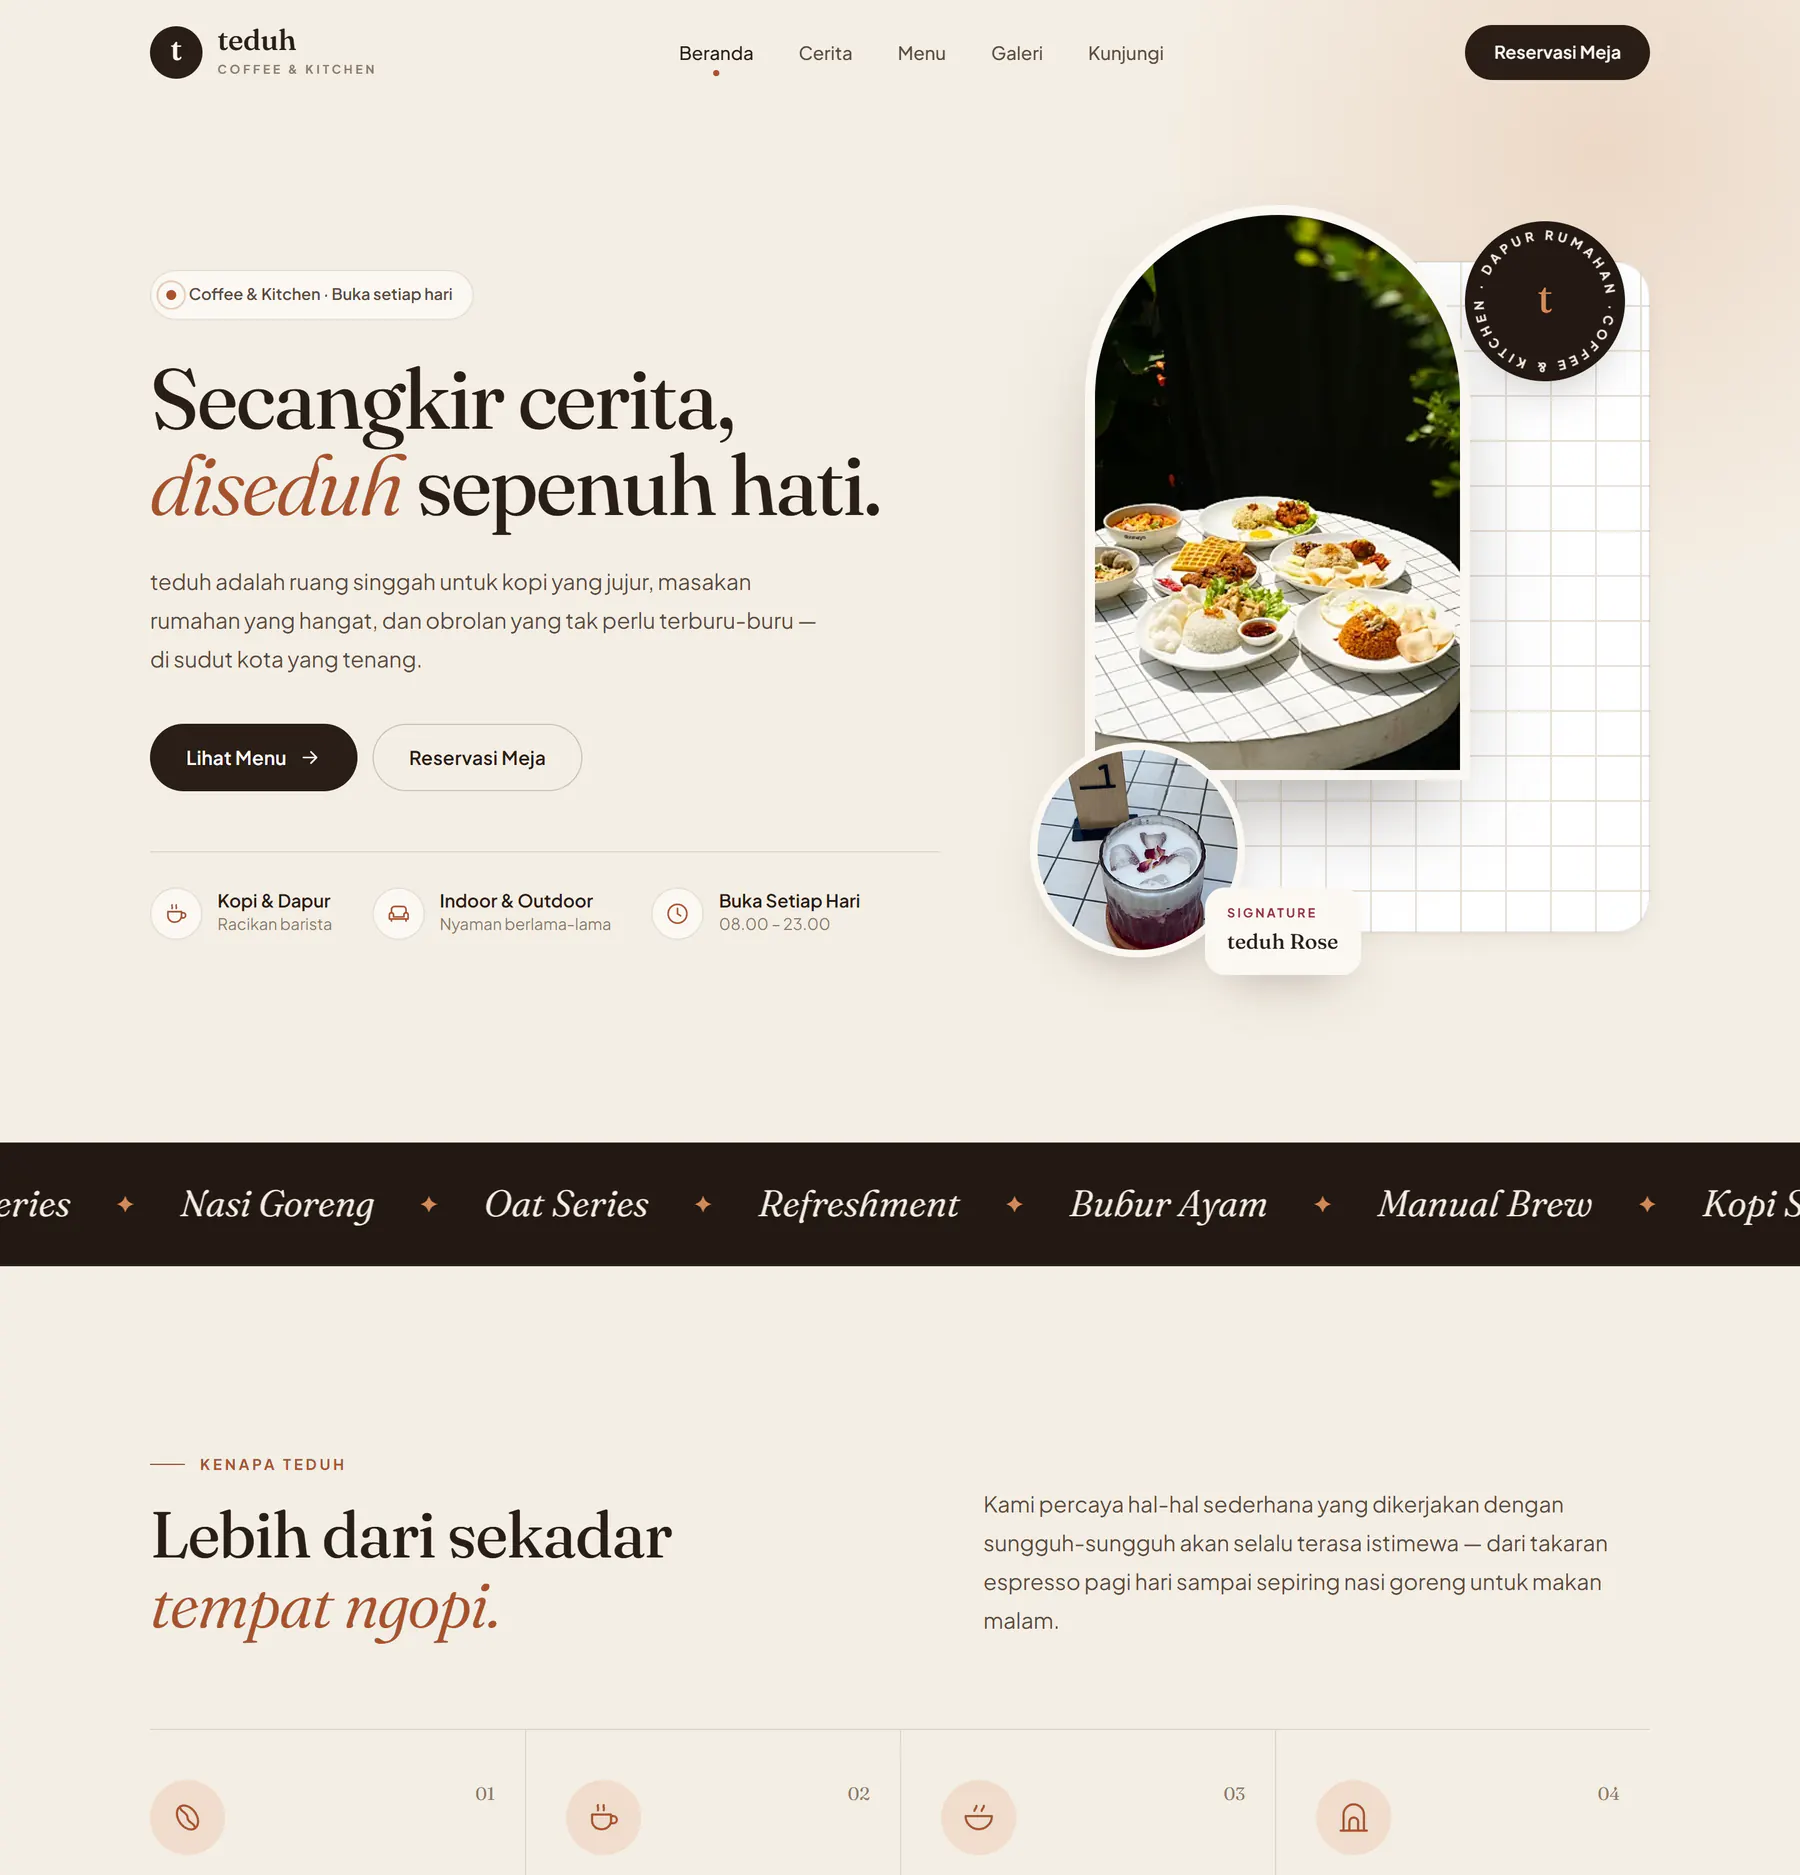 t
teduh
COFFEE & KITCHEN
Beranda
Cerita
Menu
Galeri
Kunjungi
Reservasi Meja
Coffee & Kitchen · Buka setiap hari
Secangkir cerita,
diseduh sepenuh hati.
teduh adalah ruang singgah untuk kopi yang jujur, masakan
rumahan yang hangat, dan obrolan yang tak perlu terburu-buru —
di sudut kota yang tenang.
Lihat Menu →
Reservasi Meja
Kopi & Dapur
Racikan barista
Indoor & Outdoor
Nyaman berlama-lama
Buka Setiap Hari
08.00 – 23.00
DAPUR RUMAHAN · COFFEE & KITCHEN ·
t
1
SIGNATURE
teduh Rose
eries ✦ Nasi Goreng ✦ Oat Series ✦ Refreshment ✦ Bubur Ayam ✦ Manual Brew ✦ Kopi S
KENAPA TEDUH
Lebih dari sekadar
tempat ngopi.
Kami percaya hal-hal sederhana yang dikerjakan dengan
sungguh-sungguh akan selalu terasa istimewa — dari takaran
espresso pagi hari sampai sepiring nasi goreng untuk makan
malam.
01
02
03
04